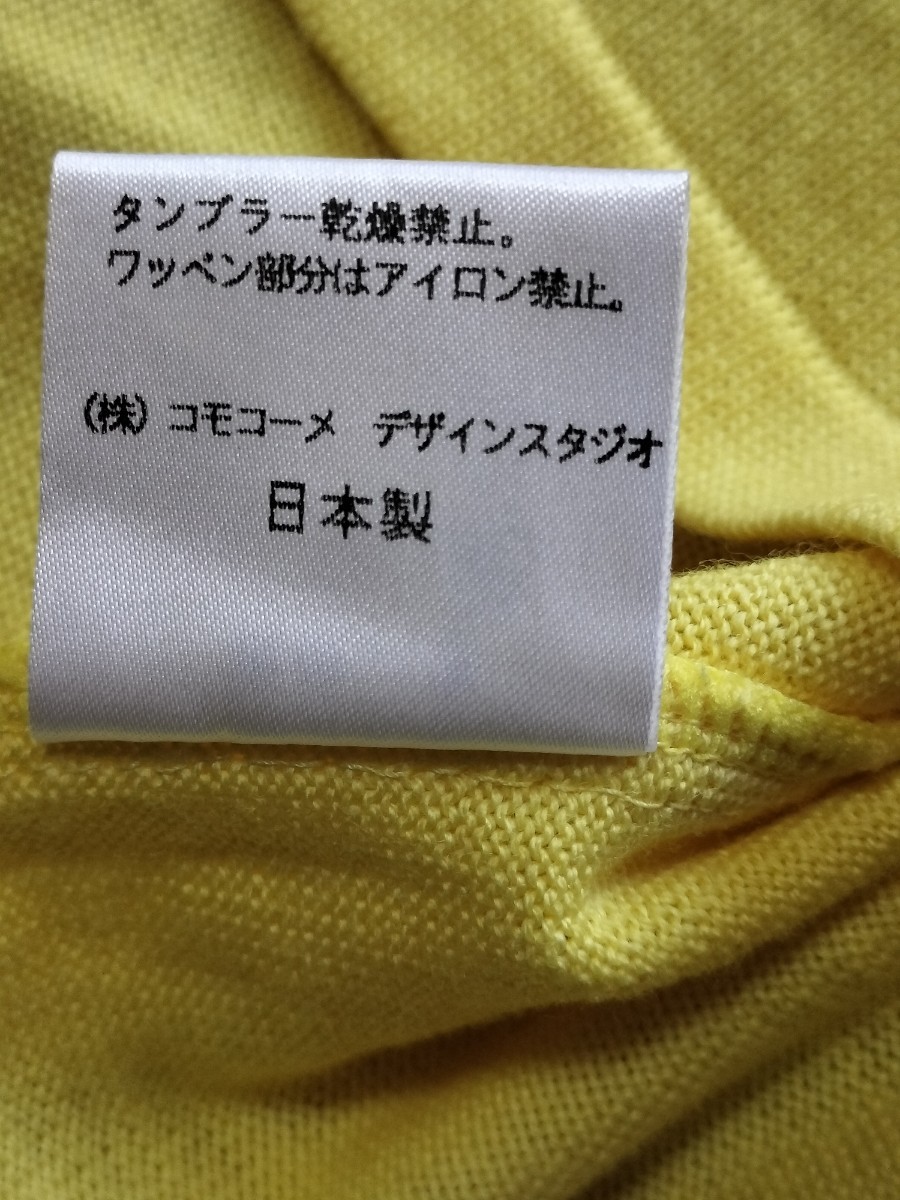 タンブラー乾燥禁止。
ワッペン部分はアイロン禁止。
(株) コモコーメ デザインスタジオ
日本製